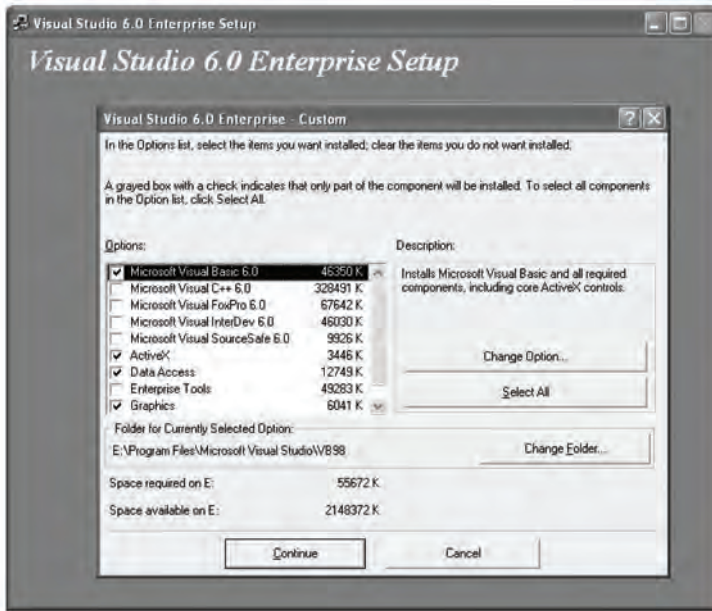 Visual Studio 6.0 Enterprise Setup
Visual Studio 6.0 Enterprise Setup
Visual Studio 6.0 Enterprise - Custom
In the Options list, select the items you want installed; clear the items you do not want installed.
A grayed box with a check indicates that only part of the component will be installed. To select all components
in the Option list, click Select All.
Options:
Description:
Microsoft Visual Basic 6.0 46350 K
Microsoft Visual C++ 6.0 328491 K
Microsoft Visual FoxPro 6.0 67642 K
Microsoft Visual InterDev 6.0 46030 K
Microsoft Visual SourceSafe 6.0 9926 K
ActiveX 3446 K
Data Access 12749 K
Enterprise Tools 49283 K
Graphics 6041 K
Installs Microsoft Visual Basic and all required
components, including core ActiveX controls.
Change Option...
Select All
Folder for Currently Selected Option:
E:\Program Files\Microsoft Visual Studio\VB98
Change Folder...
Space required on E: 55672 K
Space available on E: 2148372 K
Continue
Cancel